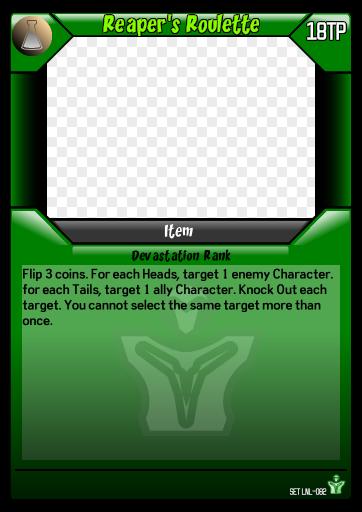 Reaper's Roulette
18TP
Item
Devastation Rank
Flip 3 coins. For each Heads, target 1 enemy Character.
for each Tails, target 1 ally Character. Knock Out each
target. You cannot select the same target more than
once.
SET LNL-082